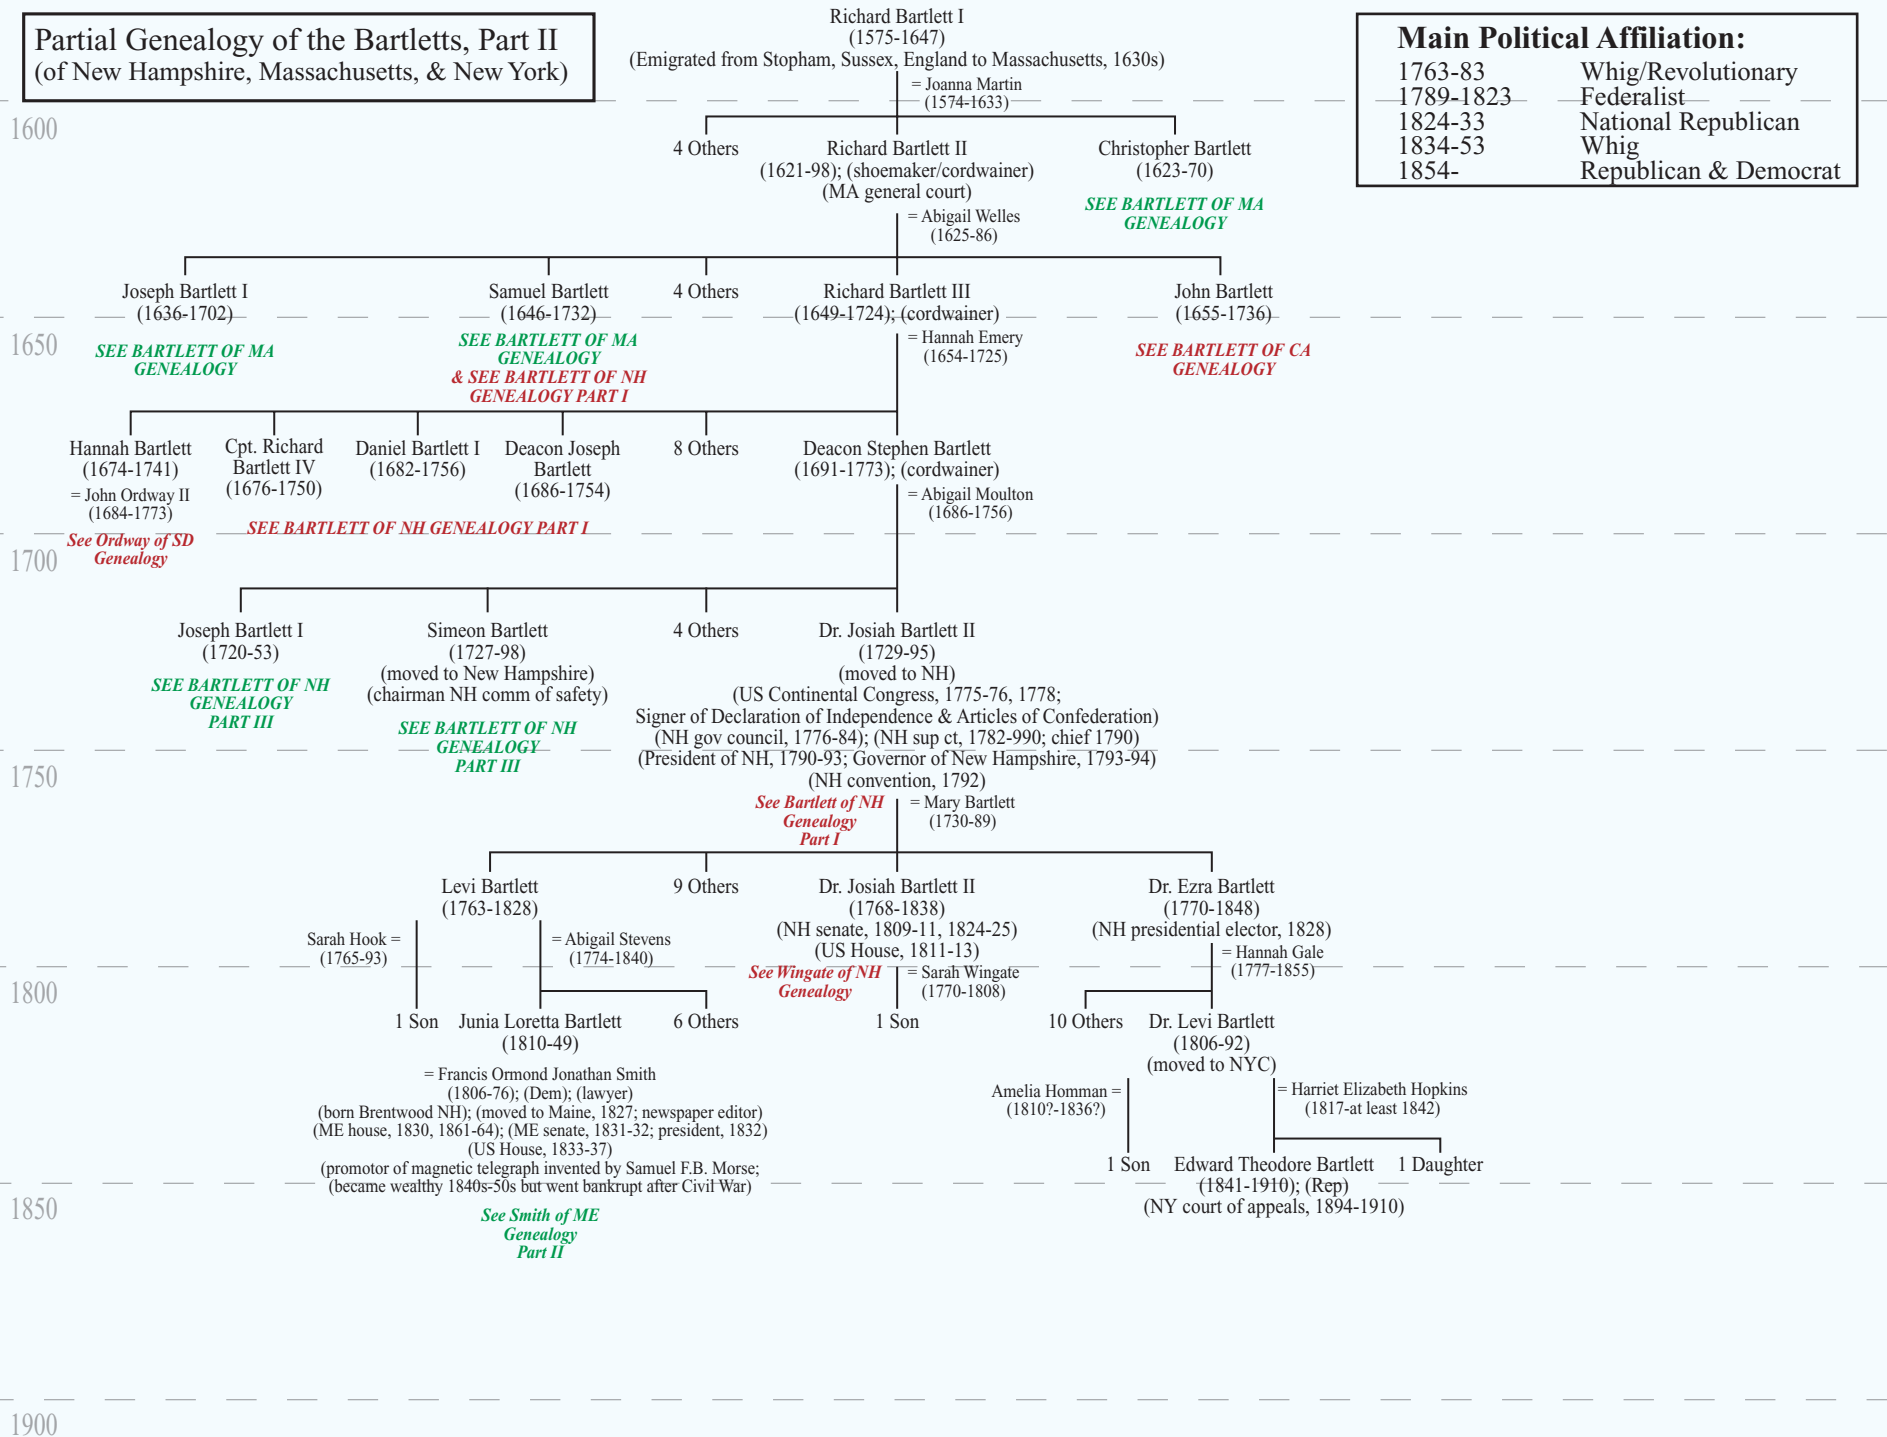 Partial Genealogy of the Bartletts, Part II
(of New Hampshire, Massachusetts, & New York)
Main Political Affiliation:
1763-83 Whig/Revolutionary
1789-1823 Federalist
1824-33 National Republican
1834-53 Whig
1854- Republican & Democrat
Richard Bartlett I
(1575-1647)
(Emigrated from Stopham, Sussex, England to Massachusetts, 1630s)
= Joanna Martin
(1574-1633)
1600
4 Others
Richard Bartlett II
(1621-98); (shoemaker/cordwainer)
(MA general court)
Christopher Bartlett
(1623-70)
SEE BARTLETT OF MA
GENEALOGY
= Abigail Welles
(1625-86)
Joseph Bartlett I
(1636-1702)
SEE BARTLETT OF MA
GENEALOGY
Samuel Bartlett
(1646-1732)
SEE BARTLETT OF MA
GENEALOGY
& SEE BARTLETT OF NH
GENEALOGY PART I
4 Others
Richard Bartlett III
(1649-1724); (cordwainer)
= Hannah Emery
(1654-1725)
John Bartlett
(1655-1736)
SEE BARTLETT OF CA
GENEALOGY
1650
Hannah Bartlett
(1674-1741)
= John Ordway II
(1684-1773)
See Ordway of SD
Genealogy
Cpt. Richard
Bartlett IV
(1676-1750)
Daniel Bartlett I
(1682-1756)
Deacon Joseph
Bartlett
(1686-1754)
SEE BARTLETT OF NH GENEALOGY PART I
8 Others
Deacon Stephen Bartlett
(1691-1773); (cordwainer)
= Abigail Moulton
(1686-1756)
1700
Joseph Bartlett I
(1720-53)
SEE BARTLETT OF NH
GENEALOGY
PART III
Simeon Bartlett
(1727-98)
(moved to New Hampshire)
(chairman NH comm of safety)
SEE BARTLETT OF NH
GENEALOGY
PART III
4 Others
Dr. Josiah Bartlett II
(1729-95)
(moved to NH)
(US Continental Congress, 1775-76, 1778;
Signer of Declaration of Independence & Articles of Confederation)
(NH gov council, 1776-84); (NH sup ct, 1782-990; chief 1790)
(President of NH, 1790-93; Governor of New Hampshire, 1793-94)
(NH convention, 1792)
1750
See Bartlett of NH
Genealogy
Part I
= Mary Bartlett
(1730-89)
Levi Bartlett
(1763-1828)
Sarah Hook =
(1765-93)
= Abigail Stevens
(1774-1840)
9 Others
Dr. Josiah Bartlett II
(1768-1838)
(NH senate, 1809-11, 1824-25)
(US House, 1811-13)
See Wingate of NH
Genealogy
= Sarah Wingate
(1770-1808)
Dr. Ezra Bartlett
(1770-1848)
(NH presidential elector, 1828)
= Hannah Gale
(1777-1855)
1800
1 Son
Junia Loretta Bartlett
(1810-49)
= Francis Ormond Jonathan Smith
(1806-76); (Dem); (lawyer)
(born Brentwood NH); (moved to Maine, 1827; newspaper editor)
(ME house, 1830, 1861-64); (ME senate, 1831-32; president, 1832)
(US House, 1833-37)
(promotor of magnetic telegraph invented by Samuel F.B. Morse;
(became wealthy 1840s-50s but went bankrupt after Civil War)
See Smith of ME
Genealogy
Part II
6 Others
1 Son
10 Others
Dr. Levi Bartlett
(1806-92)
(moved to NYC)
Amelia Homman =
(1810?-1836?)
= Harriet Elizabeth Hopkins
(1817-at least 1842)
1 Son
Edward Theodore Bartlett
(1841-1910); (Rep)
(NY court of appeals, 1894-1910)
1 Daughter
1850
1900